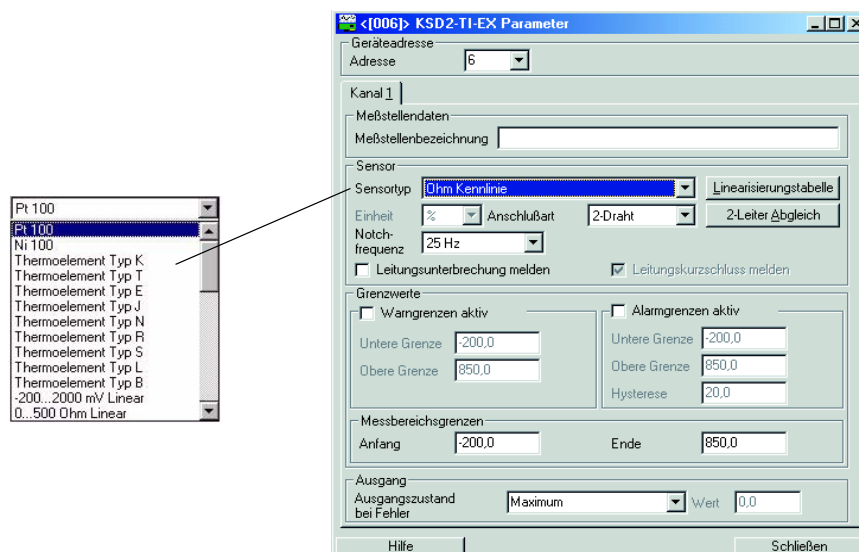 <[006]> KSD2-TI-EX Parameter
Geräteadresse
Adresse 6
Kanal 1
Meßstellendaten
Meßstellenbezeichnung
Sensor
Sensortyp Ohm Kennlinie Linearisierungstabelle
Einheit % Anschlußart 2-Draht 2-Leiter Abgleich
Notch-
frequenz 25 Hz
Leitungsunterbrechung melden Leitungskurzschluss melden
Grenzwerte
Warngrenzen aktiv
Untere Grenze -200,0
Obere Grenze 850,0
Alarmgrenzen aktiv
Untere Grenze -200,0
Obere Grenze 850,0
Hysterese 20,0
Messbereichsgrenzen
Anfang -200,0 Ende 850,0
Ausgang
Ausgangszustand
bei Fehler Maximum Wert 0,0
Hilfe Schließen
Pt 100
Pt 100
Ni 100
Thermoelement Typ K
Thermoelement Typ T
Thermoelement Typ E
Thermoelement Typ J
Thermoelement Typ N
Thermoelement Typ R
Thermoelement Typ S
Thermoelement Typ L
Thermoelement Typ B
-200...2000 mV Linear
0...500 Ohm Linear